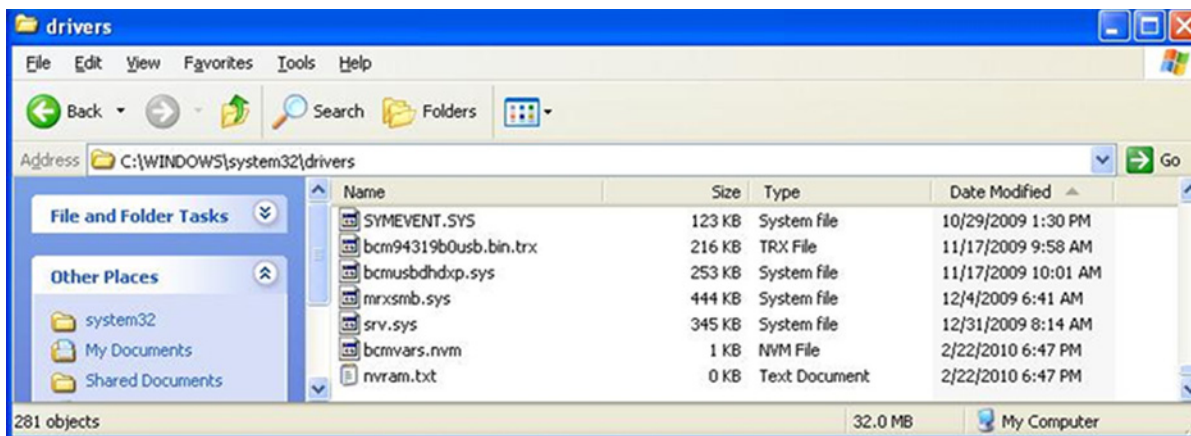 drivers
File Edit View Favorites Tools Help
Back Search Folders
Address C:\WINDOWS\system32\drivers Go
File and Folder Tasks
Other Places
system32
My Documents
Shared Documents
Name Size Type Date Modified
SYMEVENT.SYS 123 KB System file 10/29/2009 1:30 PM
bcm94319b0usb.bin.trx 216 KB TRX File 11/17/2009 9:58 AM
bcmusbdhdxp.sys 253 KB System file 11/17/2009 10:01 AM
mrxsmb.sys 444 KB System file 12/4/2009 6:41 AM
srv.sys 345 KB System file 12/31/2009 8:14 AM
bcmvars.nvm 1 KB NVM File 2/22/2010 6:47 PM
nvram.txt 0 KB Text Document 2/22/2010 6:47 PM
281 objects 32.0 MB My Computer